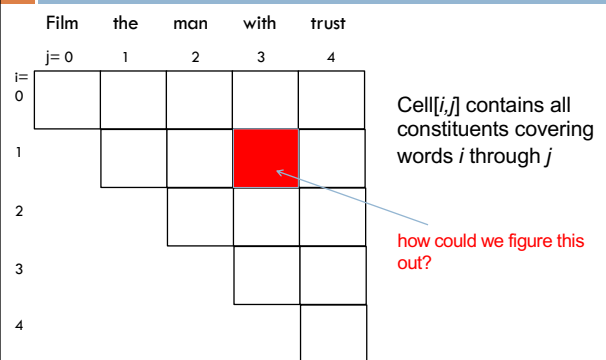 Film the man with trust
j= 0 1 2 3 4
i=
0
1
2
3
4
Cell[i,j] contains all
constituents covering
words i through j
how could we figure this
out?